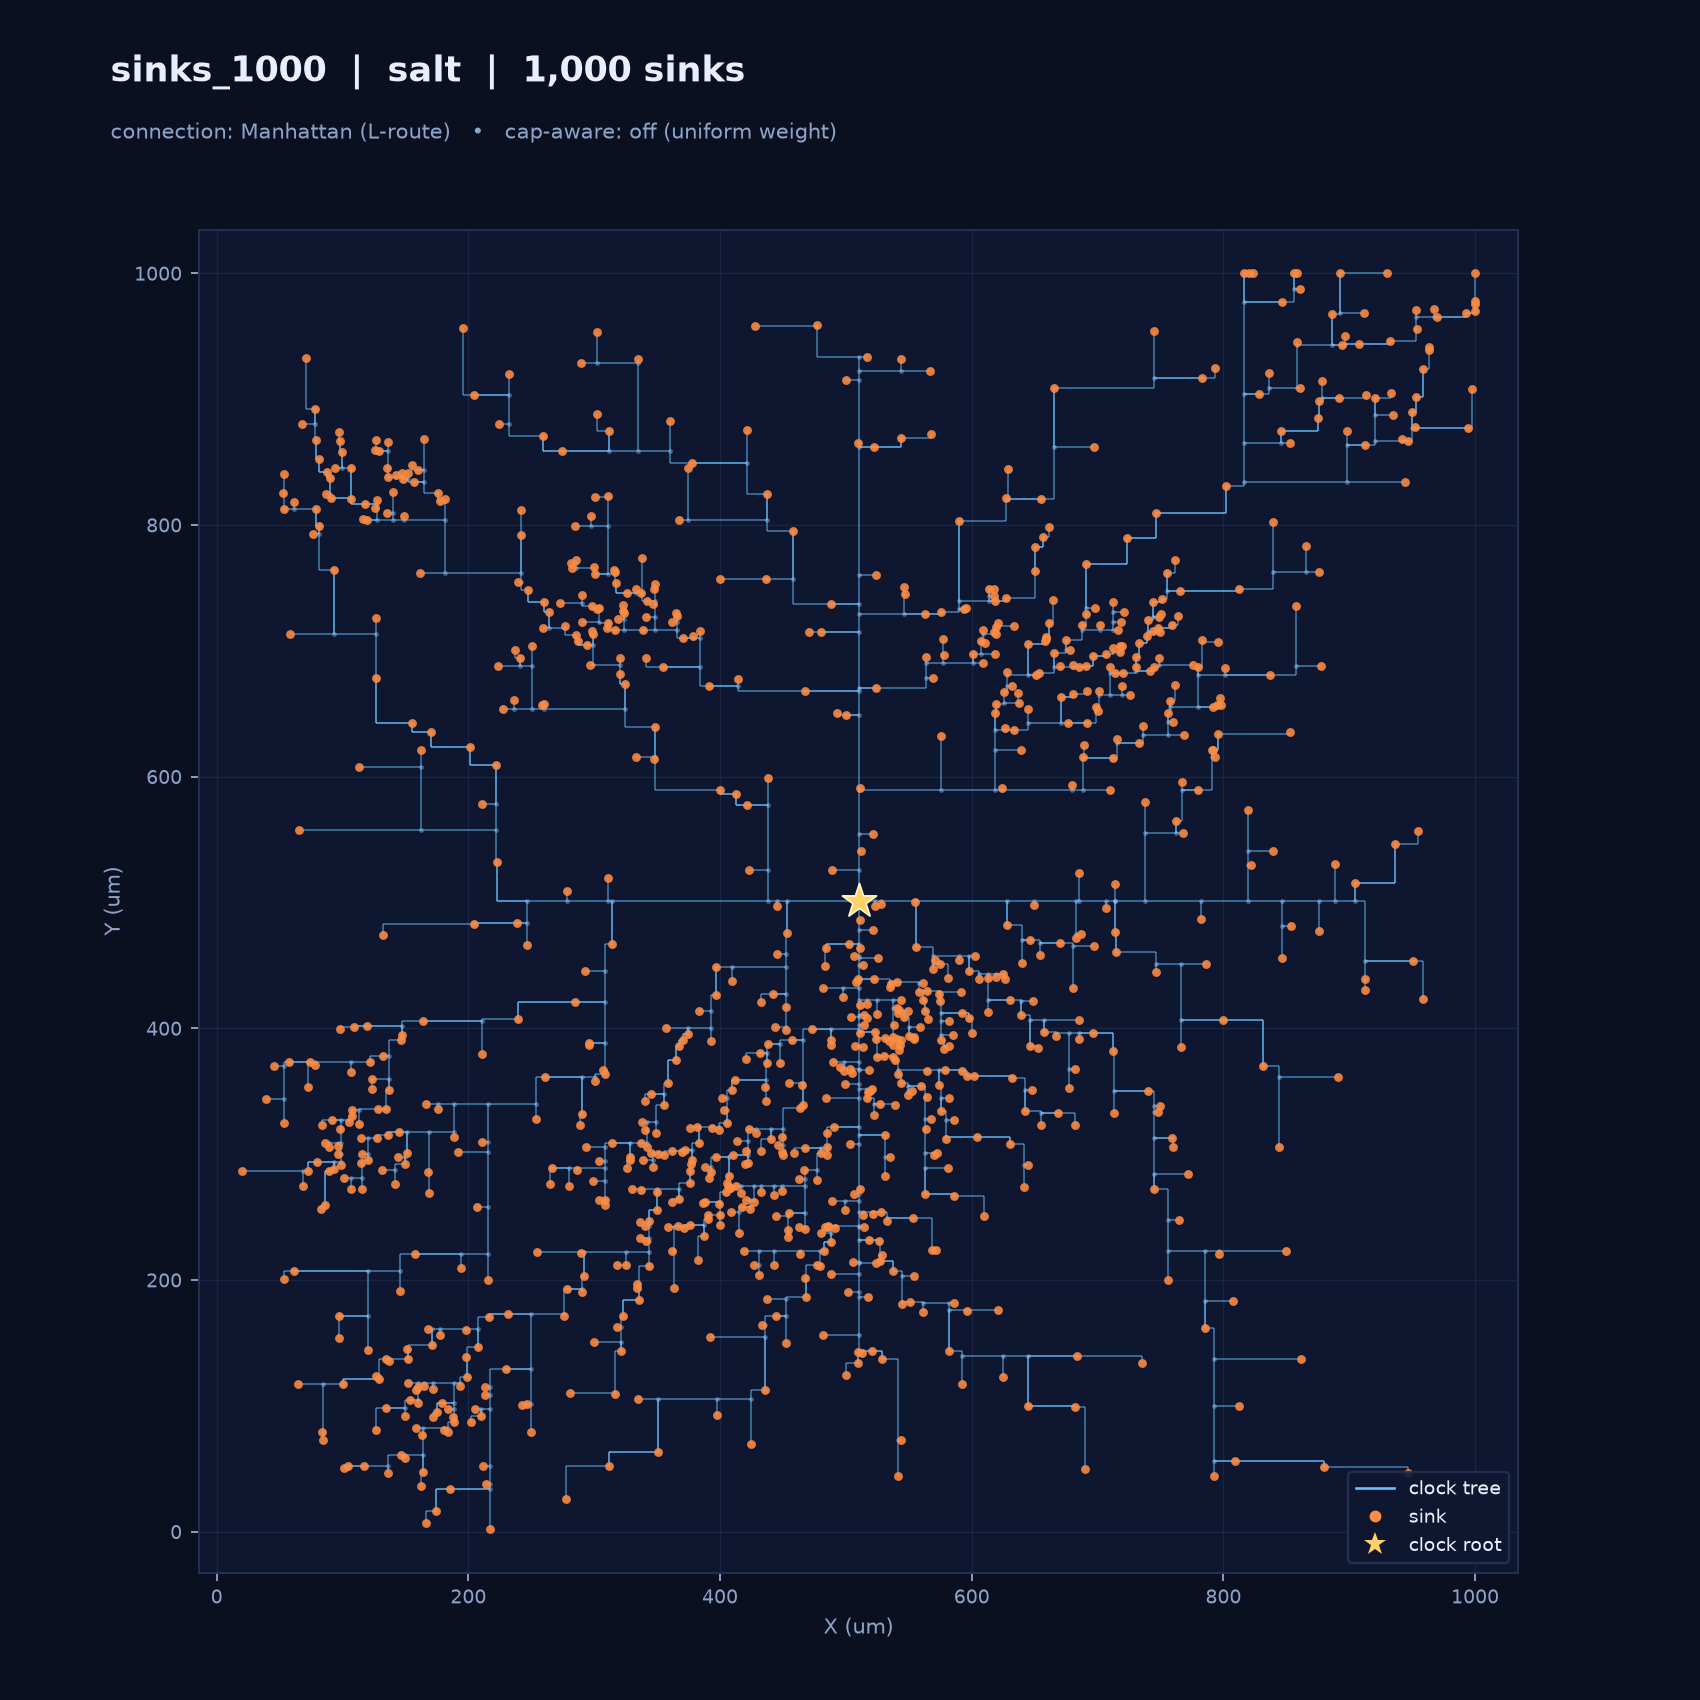 sinks_1000 | salt | 1,000 sinks
connection: Manhattan (L-route) • cap-aware: off (uniform weight)
1000
800
600
400
200
0
Y (um)
0 200 400 600 800 1000
X (um)
clock tree
sink
clock root